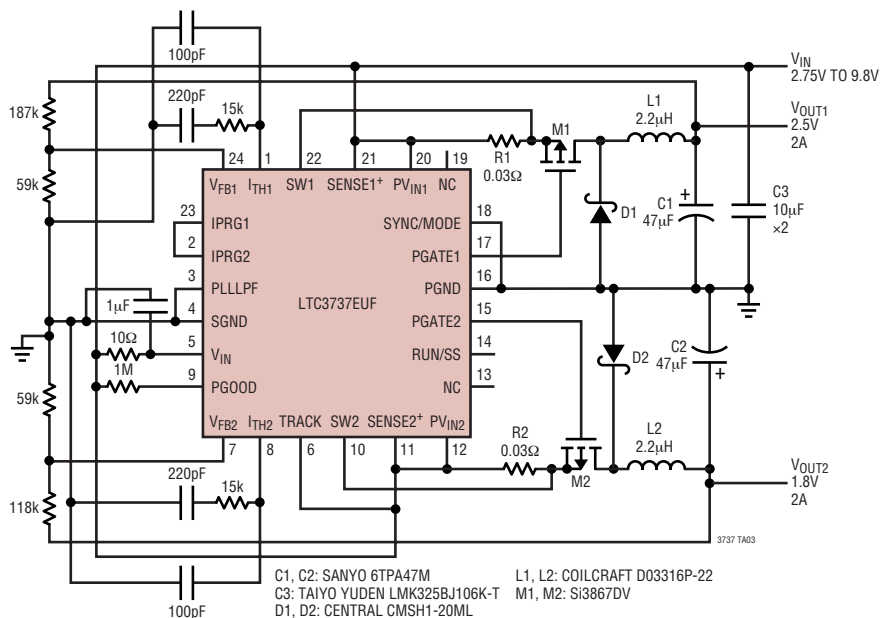 100pF
V_IN
2.75V TO 9.8V
187k
220pF
15k
L1
2.2μH
V_OUT1
2.5V
2A
M1
R1
0.03Ω
24
1
22
21
20
19
59k
V_FB1
I_TH1
SW1
SENSE1+
PV_IN1
NC
D1
C1
47μF
+
C3
10μF
×2
23
IPRG1
SYNC/MODE
18
2
IPRG2
PGATE1
17
3
PLLLPF
PGND
16
1μF
LTC3737EUF
4
SGND
PGATE2
15
10Ω
5
V_IN
RUN/SS
14
D2
C2
47μF
+
1M
9
PGOOD
NC
13
59k
V_FB2
I_TH2
TRACK
SW2
SENSE2+
PV_IN2
7
8
6
10
11
12
R2
0.03Ω
L2
2.2μH
M2
V_OUT2
1.8V
2A
220pF
15k
118k
3737 TA03
100pF
C1, C2: SANYO 6TPA47M
C3: TAIYO YUDEN LMK325BJ106K-T
D1, D2: CENTRAL CMSH1-20ML
L1, L2: COILCRAFT D03316P-22
M1, M2: Si3867DV